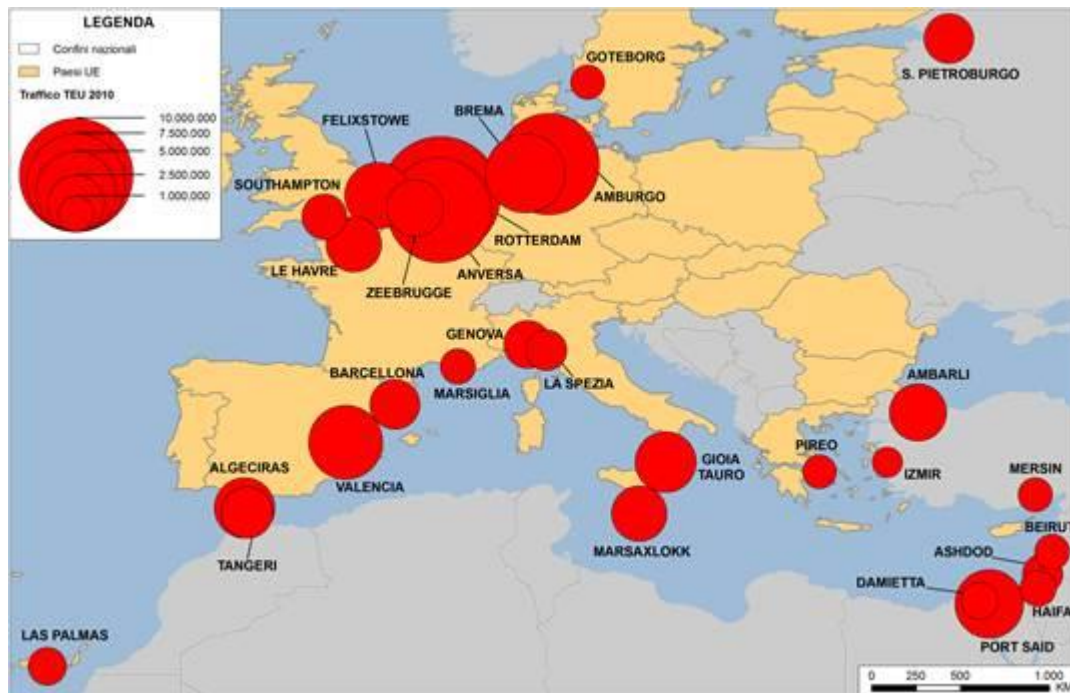 LEGENDA
Confini nazionali
Paesi UE
Traffico TEU 2010
10.000.000
7.500.000
5.000.000
2.500.000
1.000.000
GOTEBORG
S. PIETROBURGO
BREMA
FELIXSTOWE
SOUTHAMPTON
AMBURGO
ROTTERDAM
LE HAVRE
ANVERSA
ZEEBRUGGE
GENOVA
BARCELLONA
MARSIGLIA
LA SPEZIA
AMBARLI
ALGECIRAS
VALENCIA
GIOIA
TAURO
PIREO
IZMIR
MERSIN
MARSAXLOKK
BEIRUT
ASHDOD
TANGERI
DAMIETTA
HAIFA
LAS PALMAS
PORT SAID
0 250 500 1.000
KM